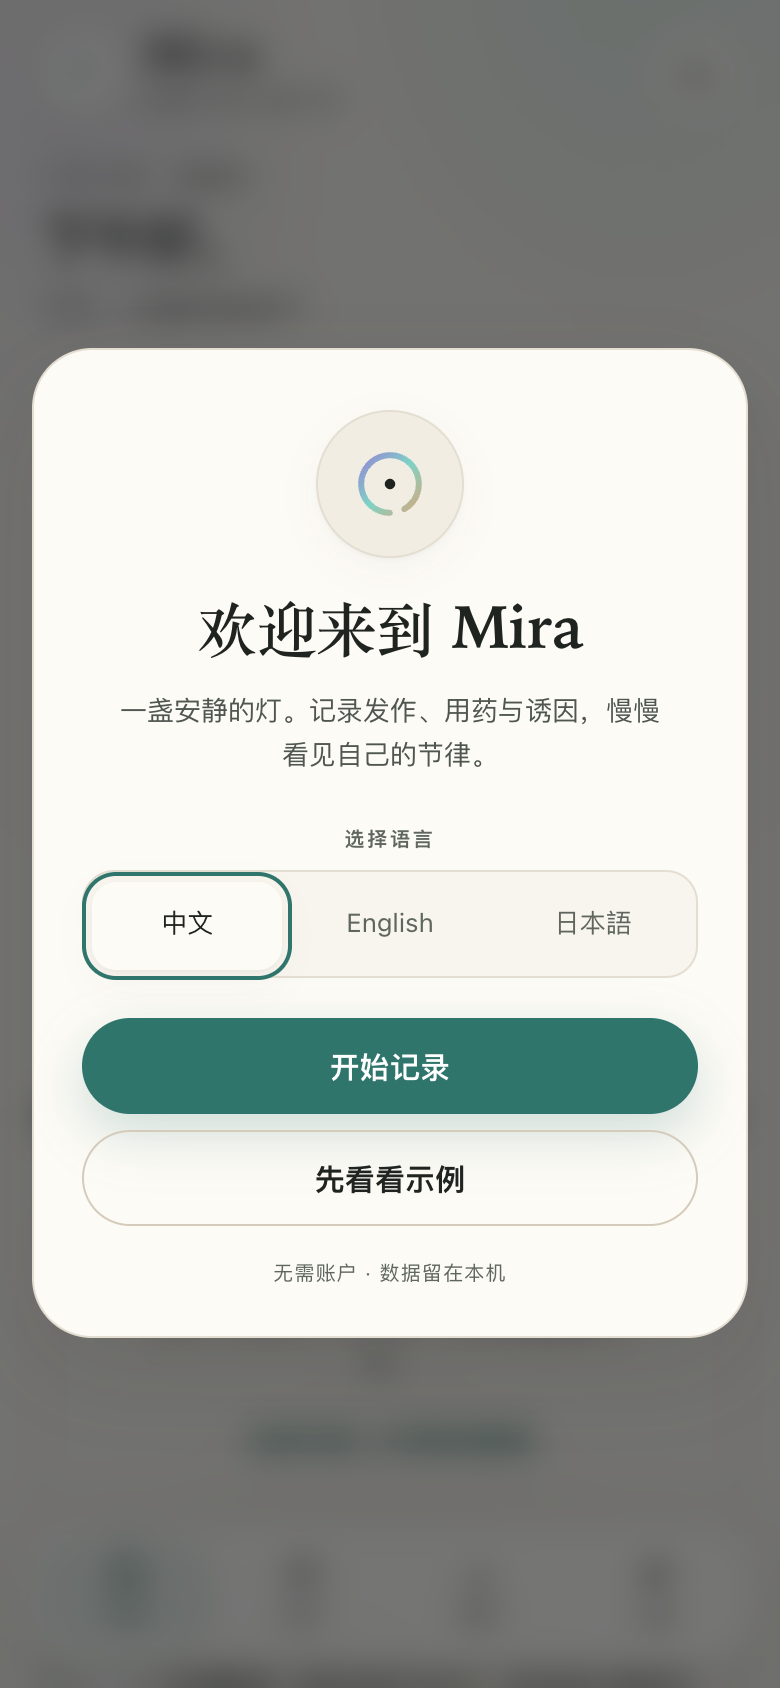 欢迎来到 Mira
一盏安静的灯。记录发作、用药与诱因，慢慢
看见自己的节律。
选择语言
中文
English
日本語
开始记录
先看看示例
无需账户 · 数据留在本机